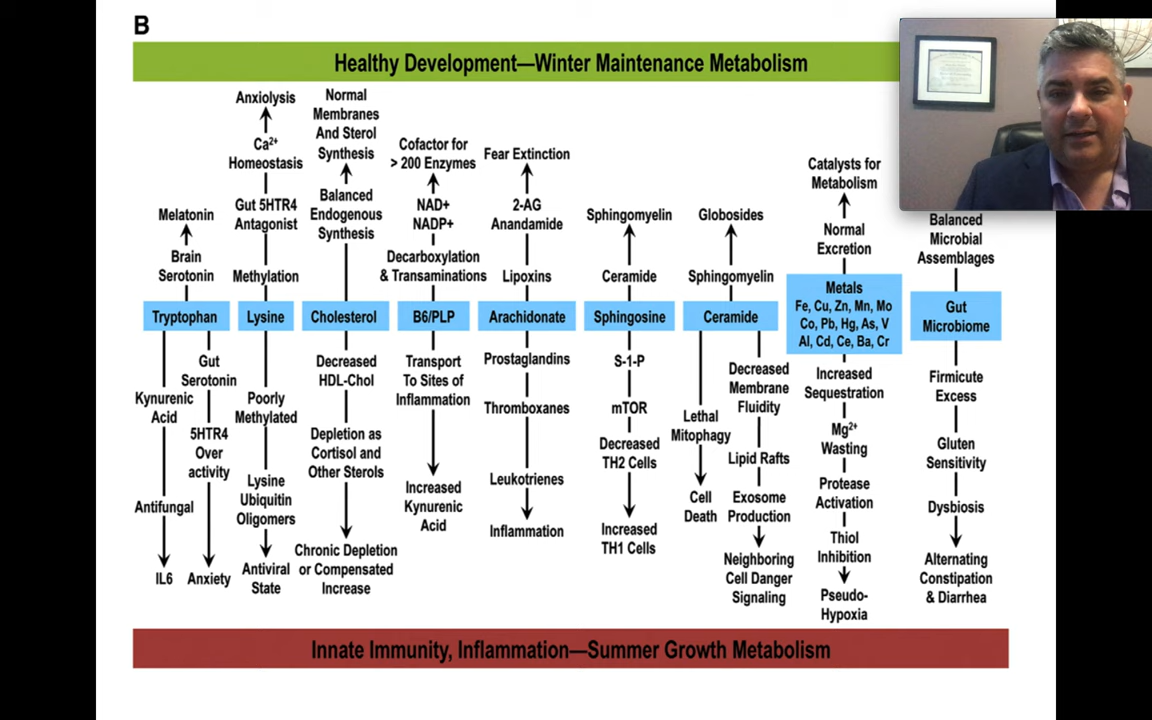 B
Healthy Development—Winter Maintenance Metabolism
Melatonin
Brain
Serotonin
Tryptophan
Kynurenic
Acid
Antifungal
IL6
Gut
Serotonin
5HTR4
Over
activity
Anxiety
Anxiolysis
Ca²⁺
Homeostasis
Gut 5HTR4
Antagonist
Methylation
Lysine
Poorly
Methylated
Lysine
Ubiquitin
Oligomers
Antiviral
State
Normal
Membranes
And Sterol
Synthesis
Balanced
Endogenous
Synthesis
Cholesterol
Decreased
HDL-Chol
Depletion as
Cortisol and
Other Sterols
Chronic Depletion
or Compensated
Increase
Cofactor for
> 200 Enzymes
NAD+
NADP+
Decarboxylation
& Transaminations
B6/PLP
Transport
To Sites of
Inflammation
Increased
Kynurenic
Acid
Fear Extinction
2-AG
Anandamide
Lipoxins
Arachidonate
Prostaglandins
Thromboxanes
Leukotrienes
Inflammation
Sphingomyelin
Ceramide
Sphingosine
S-1-P
mTOR
Decreased
TH2 Cells
Increased
TH1 Cells
Globosides
Sphingomyelin
Ceramide
Lethal
Mitophagy
Cell
Death
Decreased
Membrane
Fluidity
Lipid Rafts
Exosome
Production
Neighboring
Cell Danger
Signaling
Catalysts for
Metabolism
Normal
Excretion
Metals
Fe, Cu, Zn, Mn, Mo
Co, Pb, Hg, As, V
Al, Cd, Ce, Ba, Cr
Increased
Sequestration
Mg²⁺
Wasting
Protease
Activation
Thiol
Inhibition
Pseudo-
Hypoxia
Balanced
Microbial
Assemblages
Gut
Microbiome
Firmicute
Excess
Gluten
Sensitivity
Dysbiosis
Alternating
Constipation
& Diarrhea
Innate Immunity, Inflammation—Summer Growth Metabolism